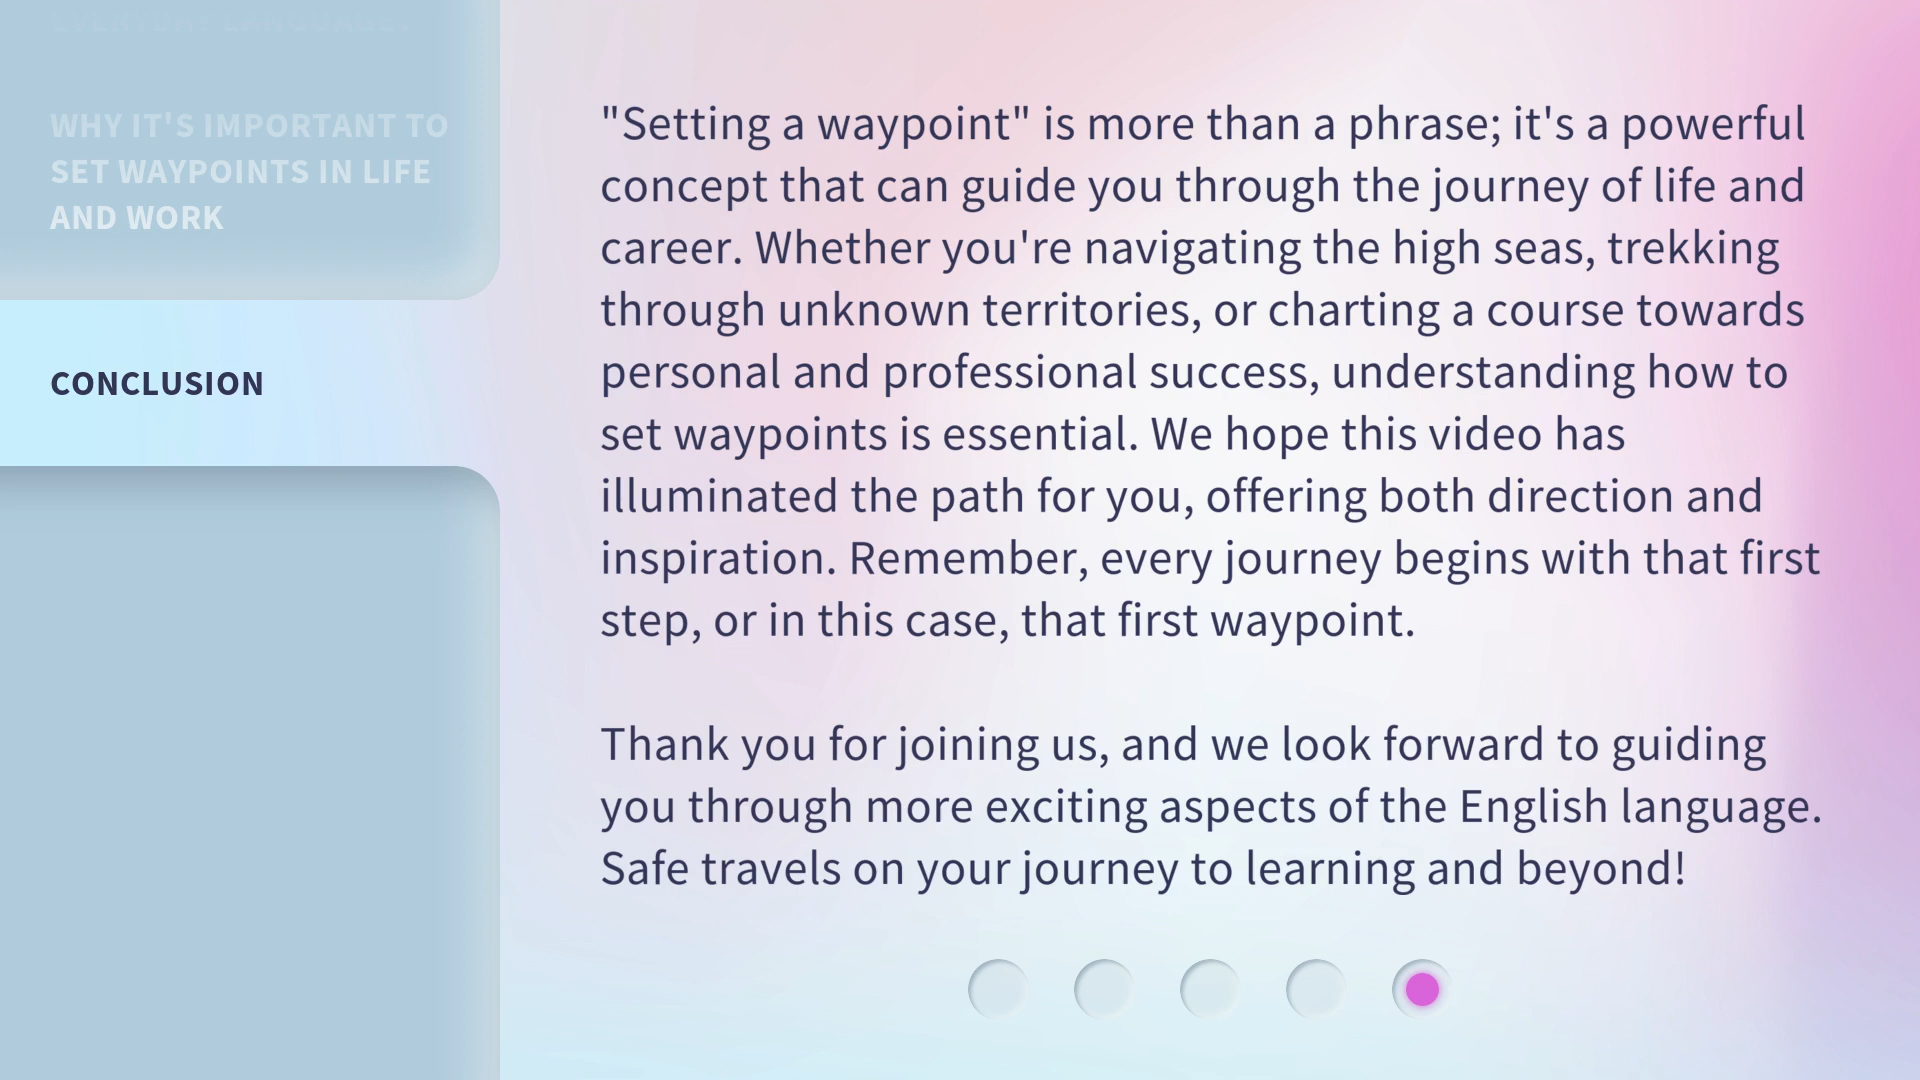 EVERYDAY LANGUAGE?
WHY IT'S IMPORTANT TO
SET WAYPOINTS IN LIFE
AND WORK
CONCLUSION
"Setting a waypoint" is more than a phrase; it's a powerful
concept that can guide you through the journey of life and
career. Whether you're navigating the high seas, trekking
through unknown territories, or charting a course towards
personal and professional success, understanding how to
set waypoints is essential. We hope this video has
illuminated the path for you, offering both direction and
inspiration. Remember, every journey begins with that first
step, or in this case, that first waypoint.
Thank you for joining us, and we look forward to guiding
you through more exciting aspects of the English language.
Safe travels on your journey to learning and beyond!